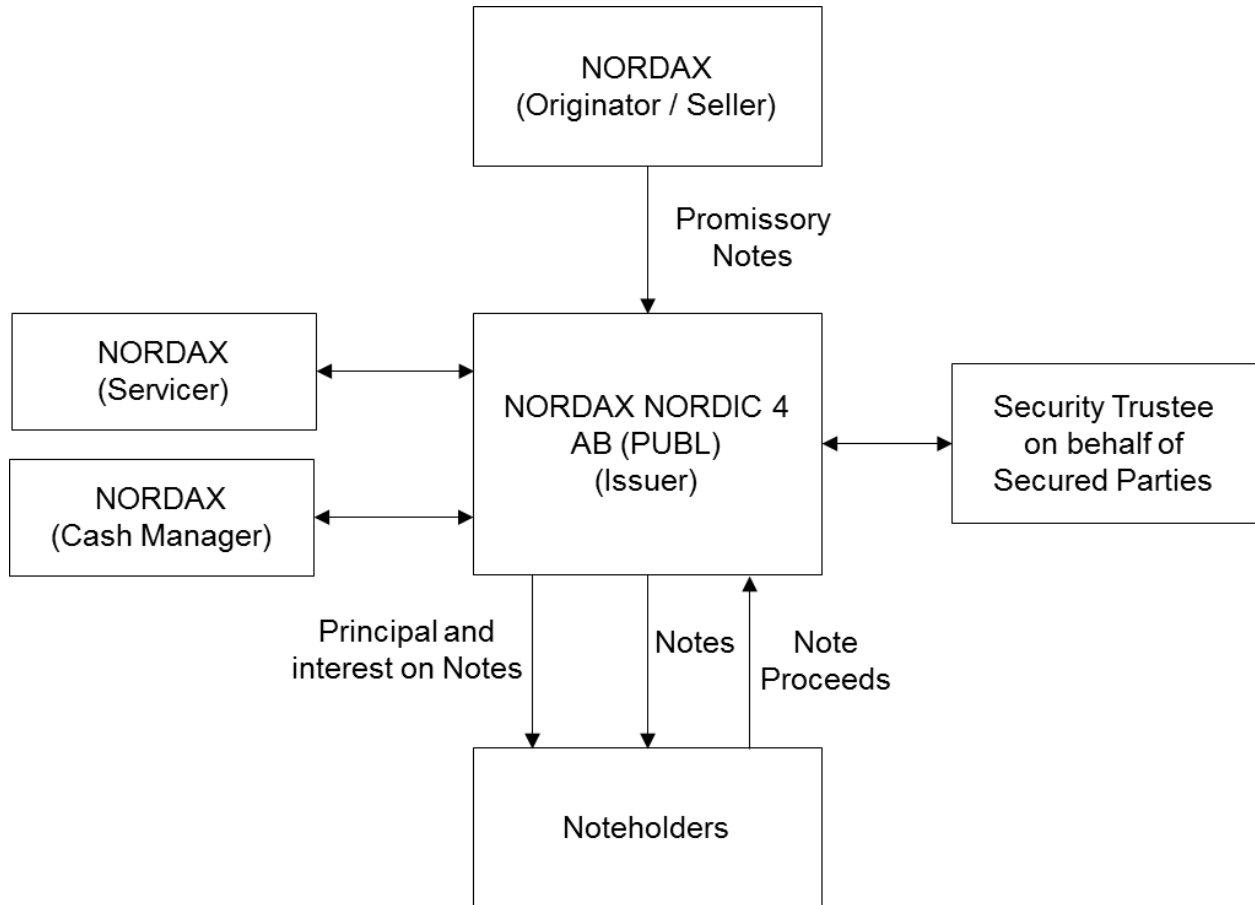 NORDAX
(Originator / Seller)
Promissory
Notes
NORDAX
(Servicer)
NORDAX NORDIC 4
AB (PUBL)
(Issuer)
Security Trustee
on behalf of
Secured Parties
NORDAX
(Cash Manager)
Principal and
interest on Notes
Notes
Note
Proceeds
Noteholders